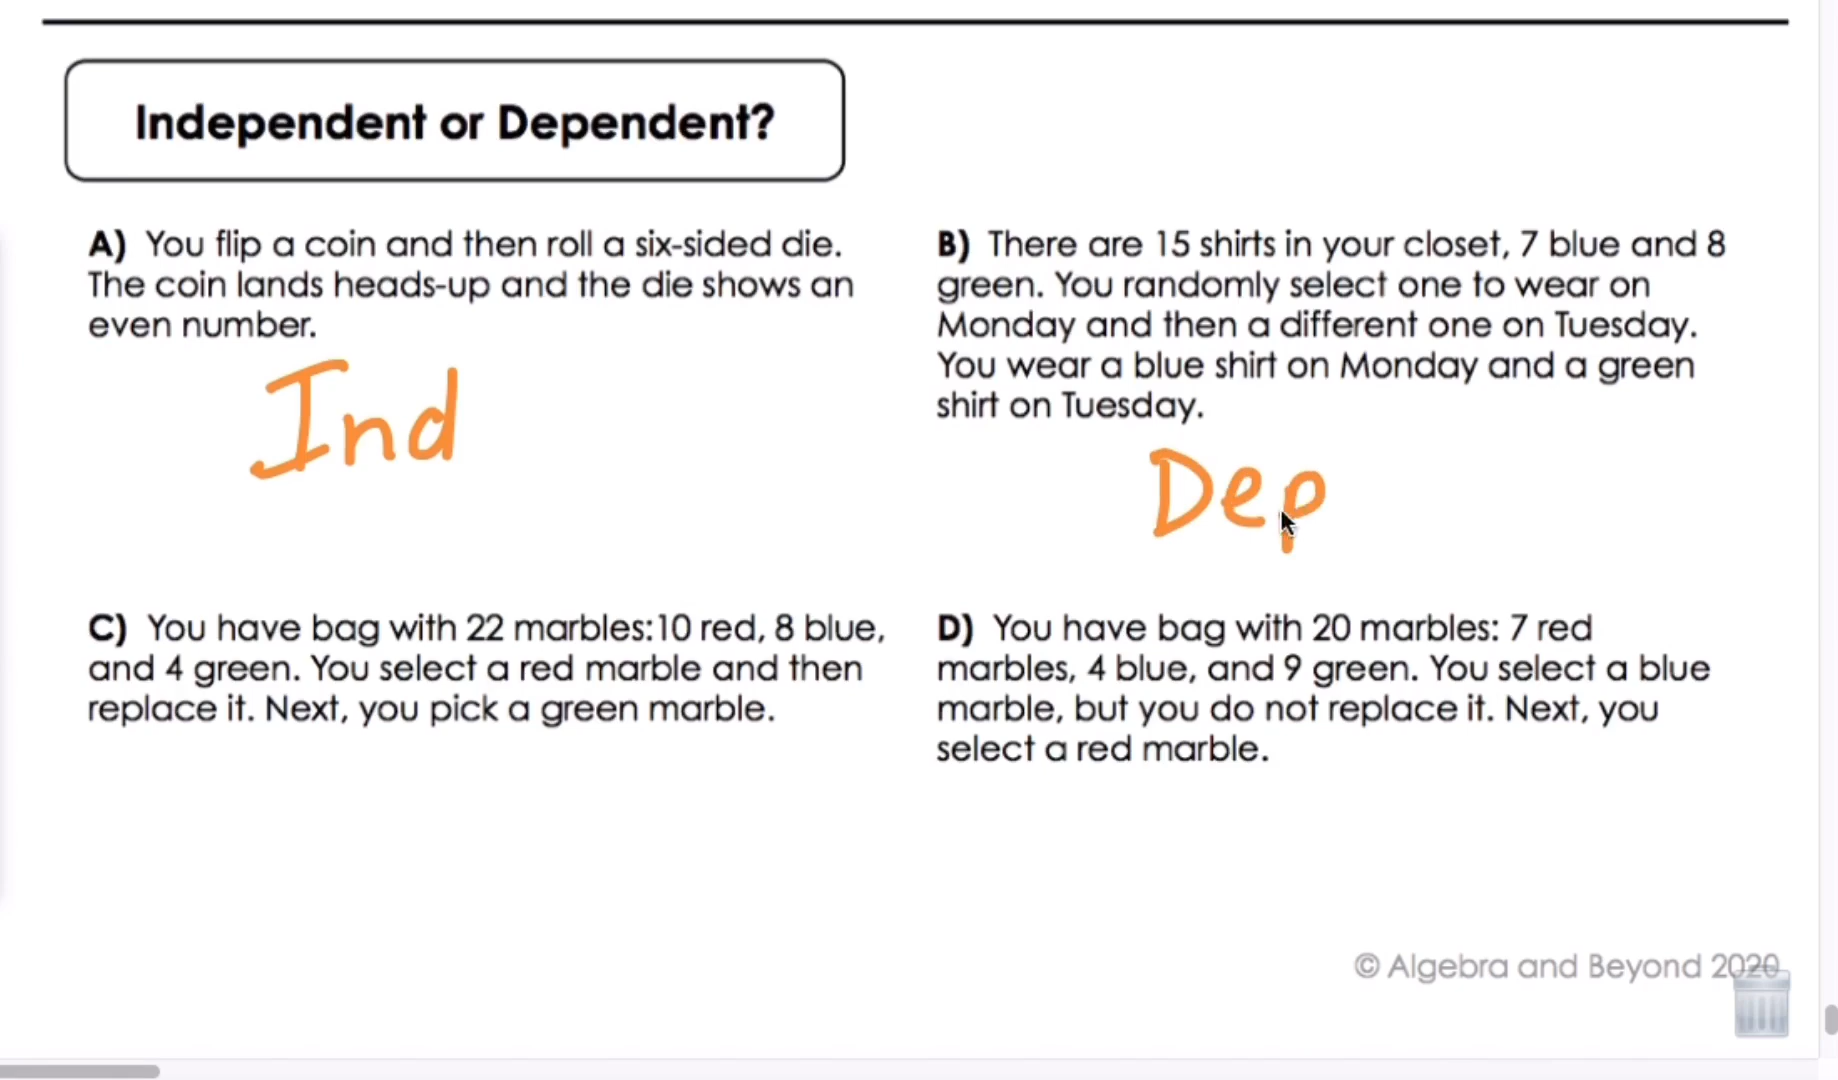 Independent or Dependent?
A) You flip a coin and then roll a six-sided die.
The coin lands heads-up and the die shows an
even number.
Ind
B) There are 15 shirts in your closet, 7 blue and 8
green. You randomly select one to wear on
Monday and then a different one on Tuesday.
You wear a blue shirt on Monday and a green
shirt on Tuesday.
Dep
C) You have bag with 22 marbles:10 red, 8 blue,
and 4 green. You select a red marble and then
replace it. Next, you pick a green marble.
D) You have bag with 20 marbles: 7 red
marbles, 4 blue, and 9 green. You select a blue
marble, but you do not replace it. Next, you
select a red marble.
© Algebra and Beyond 2020